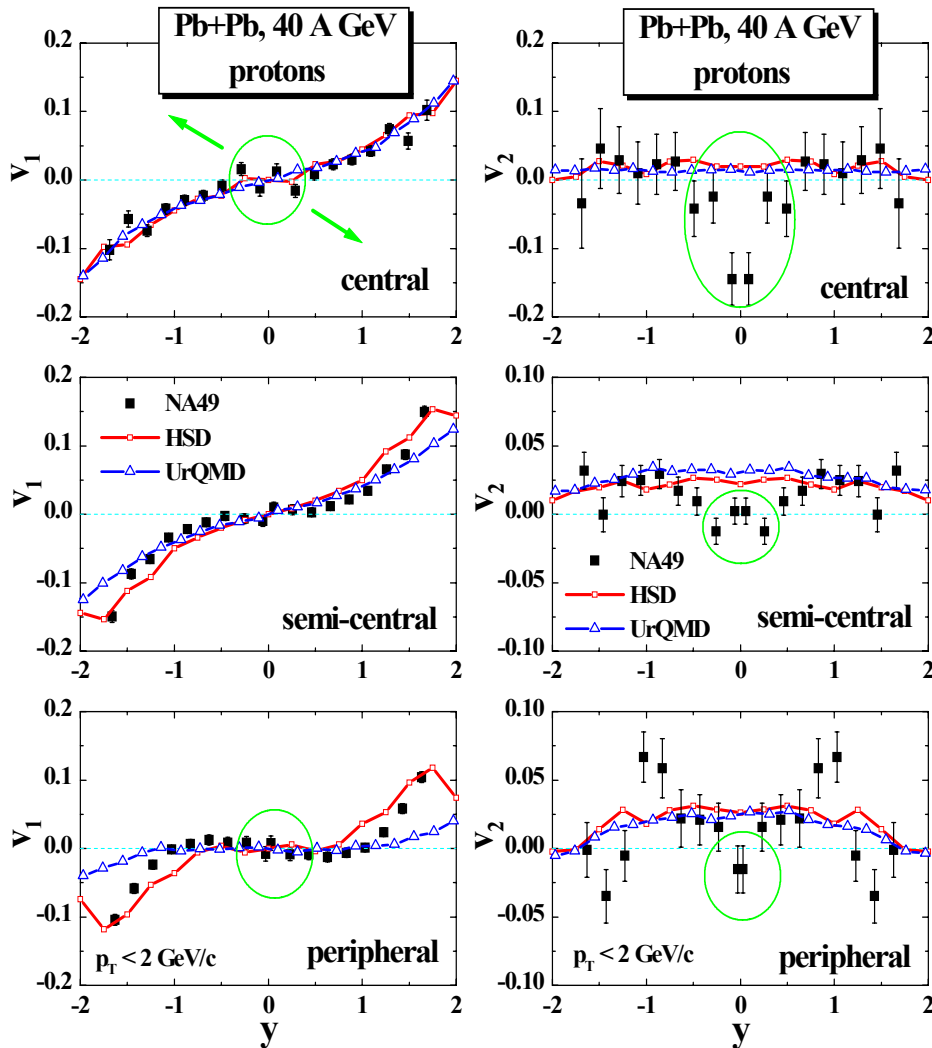 Pb+Pb, 40 A GeV
protons
v1
0.2
0.1
0.0
-0.1
-0.2
central
-2 -1 0 1 2
Pb+Pb, 40 A GeV
protons
v2
0.2
0.1
0.0
-0.1
-0.2
central
-2 -1 0 1 2
v1
0.2
0.1
0.0
-0.1
-0.2
NA49
HSD
UrQMD
semi-central
-2 -1 0 1 2
v2
0.10
0.05
0.00
-0.05
-0.10
NA49
HSD
UrQMD
semi-central
-2 -1 0 1 2
v1
0.2
0.1
0.0
-0.1
-0.2
pT < 2 GeV/c
peripheral
-2 -1 0 1 2
y
v2
0.10
0.05
0.00
-0.05
-0.10
pT < 2 GeV/c
peripheral
-2 -1 0 1 2
y